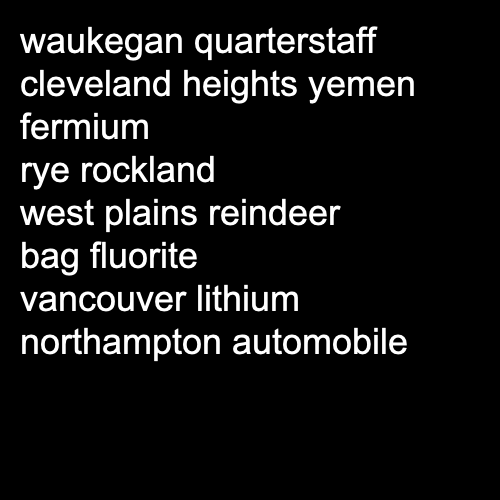 waukegan quarterstaff
cleveland heights yemen
fermium
rye rockland
west plains reindeer
bag fluorite
vancouver lithium
northampton automobile